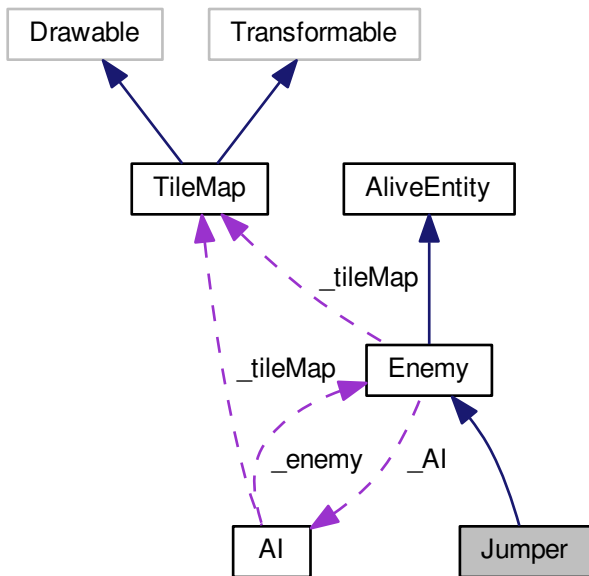 Drawable
Transformable
TileMap
AliveEntity
_tileMap
Enemy
_tileMap
_enemy
_AI
AI
Jumper